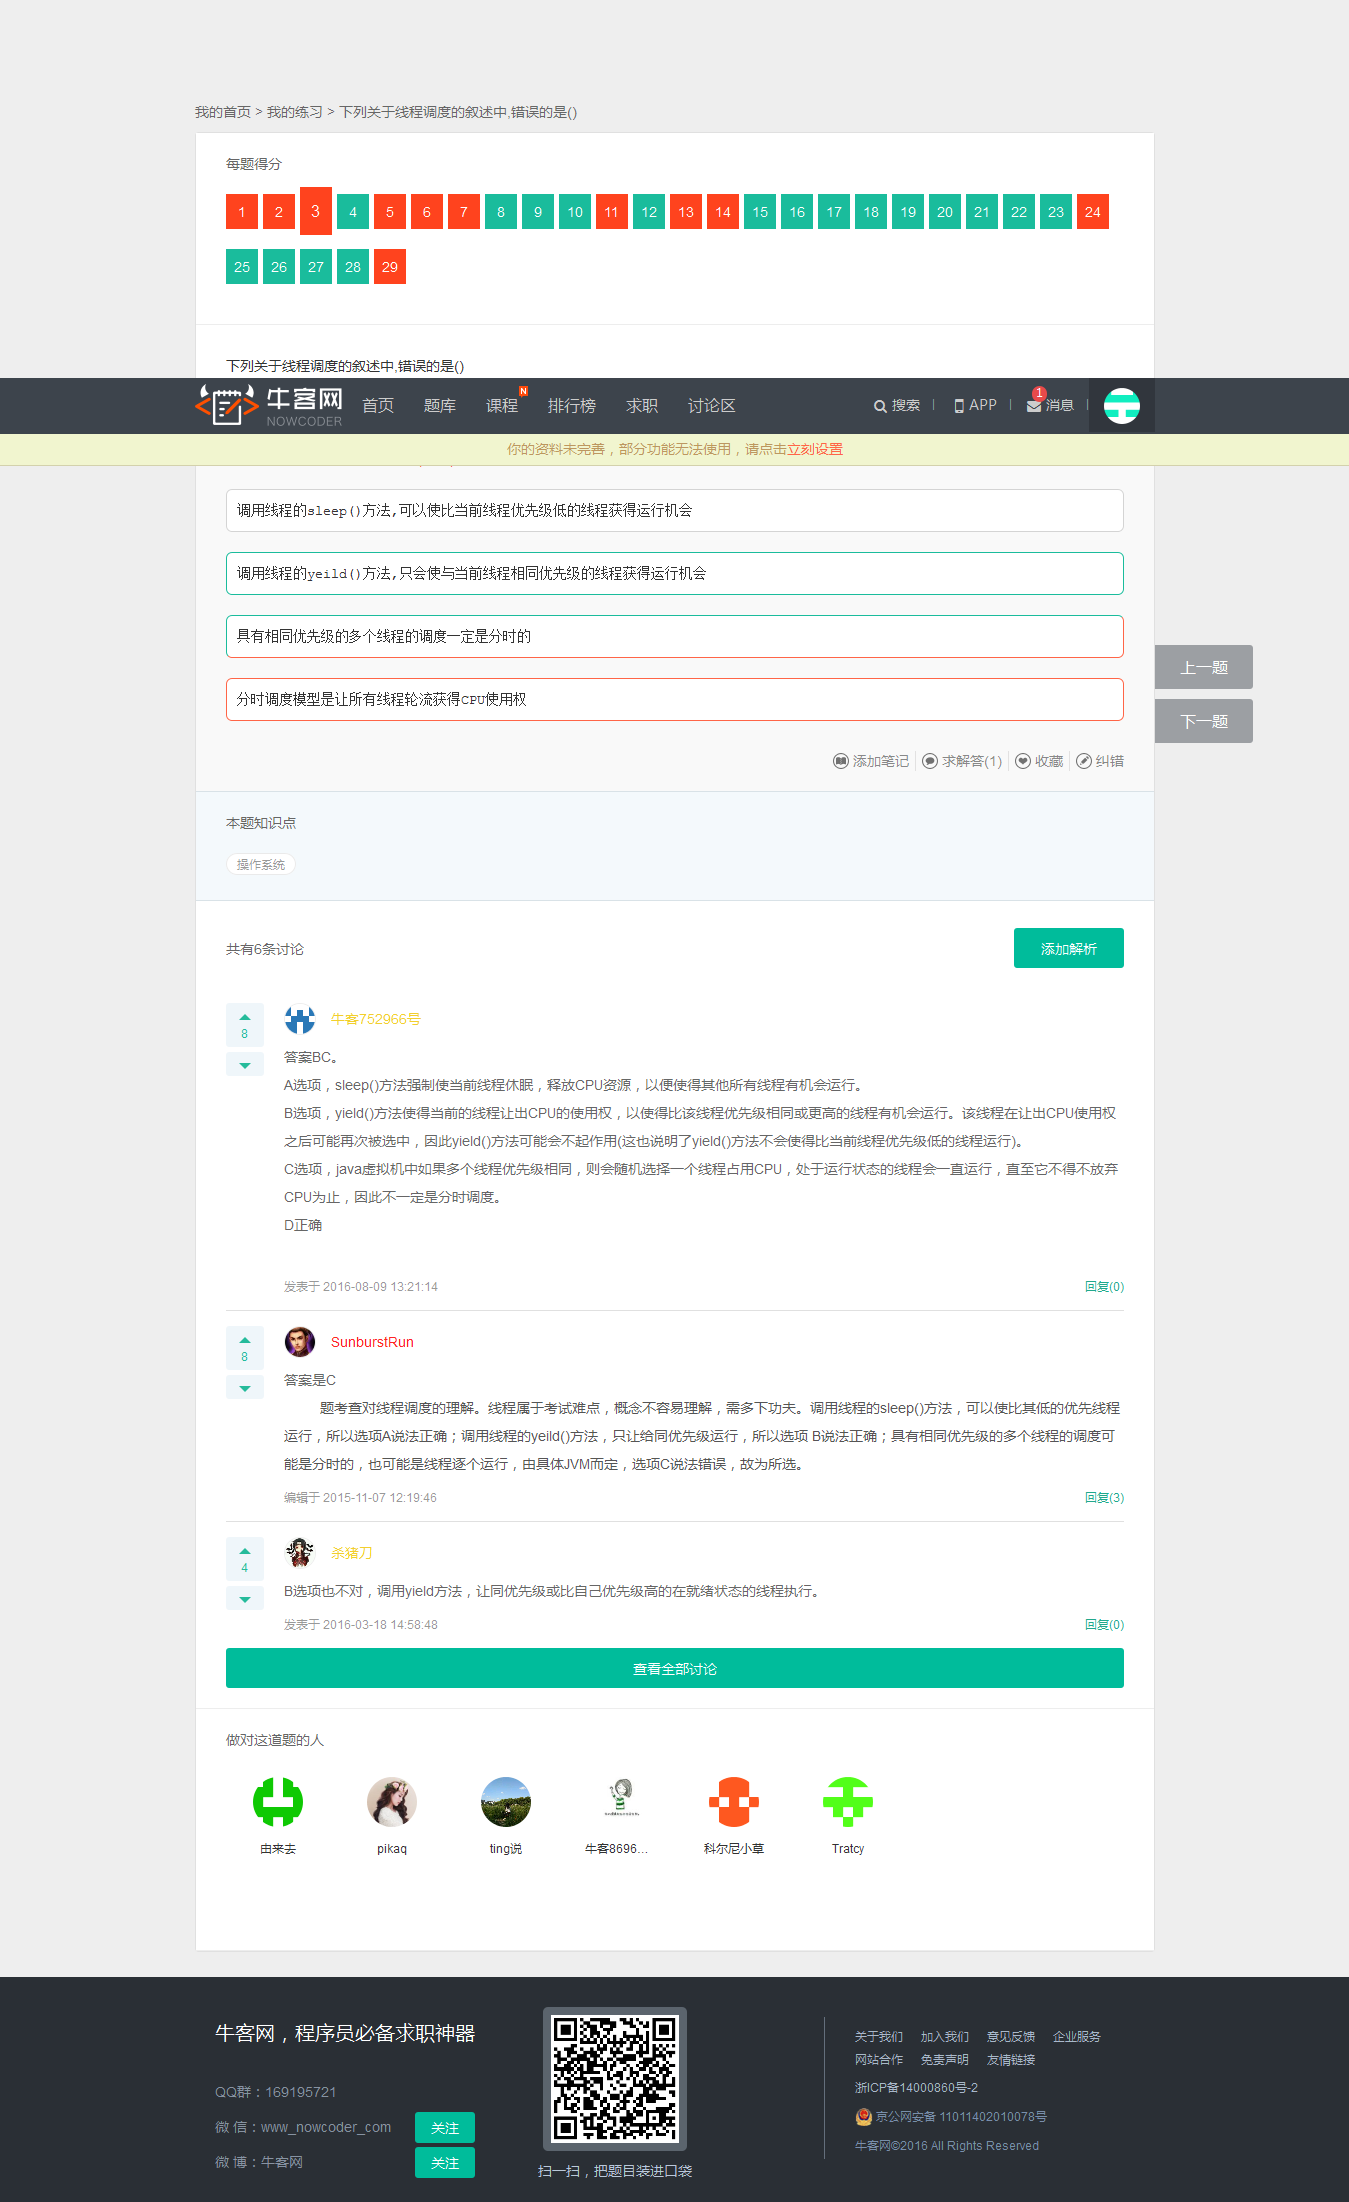 我的首页 > 我的练习 > 下列关于线程调度的叙述中,错误的是()
每题得分
1 2 3 4 5 6 7 8 9 10 11 12 13 14 15 16 17 18 19 20 21 22 23 24
25 26 27 28 29
下列关于线程调度的叙述中,错误的是()
牛客网 NOWCODER 首页 题库 课程 N 排行榜 求职 讨论区 搜索 APP 1 消息
你的资料未完善，部分功能无法使用，请点击立刻设置
调用线程的sleep()方法,可以使比当前线程优先级低的线程获得运行机会
调用线程的yeild()方法,只会使与当前线程相同优先级的线程获得运行机会
具有相同优先级的多个线程的调度一定是分时的
分时调度模型是让所有线程轮流获得CPU使用权
上一题
下一题
添加笔记 求解答(1) 收藏 纠错
本题知识点
操作系统
共有6条讨论 添加解析
8 牛客752966号
答案BC。
A选项，sleep()方法强制使当前线程休眠，释放CPU资源，以便使得其他所有线程有机会运行。
B选项，yield()方法使得当前的线程让出CPU的使用权，以使得比该线程优先级相同或更高的线程有机会运行。该线程在让出CPU使用权
之后可能再次被选中，因此yield()方法可能会不起作用(这也说明了yield()方法不会使得比当前线程优先级低的线程运行)。
C选项，java虚拟机中如果多个线程优先级相同，则会随机选择一个线程占用CPU，处于运行状态的线程会一直运行，直至它不得不放弃
CPU为止，因此不一定是分时调度。
D正确
发表于 2016-08-09 13:21:14 回复(0)
8 SunburstRun
答案是C
题考查对线程调度的理解。线程属于考试难点，概念不容易理解，需多下功夫。调用线程的sleep()方法，可以使比其低的优先线程
运行，所以选项A说法正确；调用线程的yeild()方法，只让给同优先级运行，所以选项 B说法正确；具有相同优先级的多个线程的调度可
能是分时的，也可能是线程逐个运行，由具体JVM而定，选项C说法错误，故为所选。
编辑于 2015-11-07 12:19:46 回复(3)
4 杀猪刀
B选项也不对，调用yield方法，让同优先级或比自己优先级高的在就绪状态的线程执行。
发表于 2016-03-18 14:58:48 回复(0)
查看全部讨论
做对这道题的人
由来去 pikaq ting说 牛客8696... 科尔尼小草 Tratcy
牛客网，程序员必备求职神器
QQ群：169195721
微 信：www_nowcoder_com 关注
微 博：牛客网 关注
扫一扫，把题目装进口袋
关于我们 加入我们 意见反馈 企业服务
网站合作 免责声明 友情链接
浙ICP备14000860号-2
京公网安备 11011402010078号
牛客网©2016 All Rights Reserved